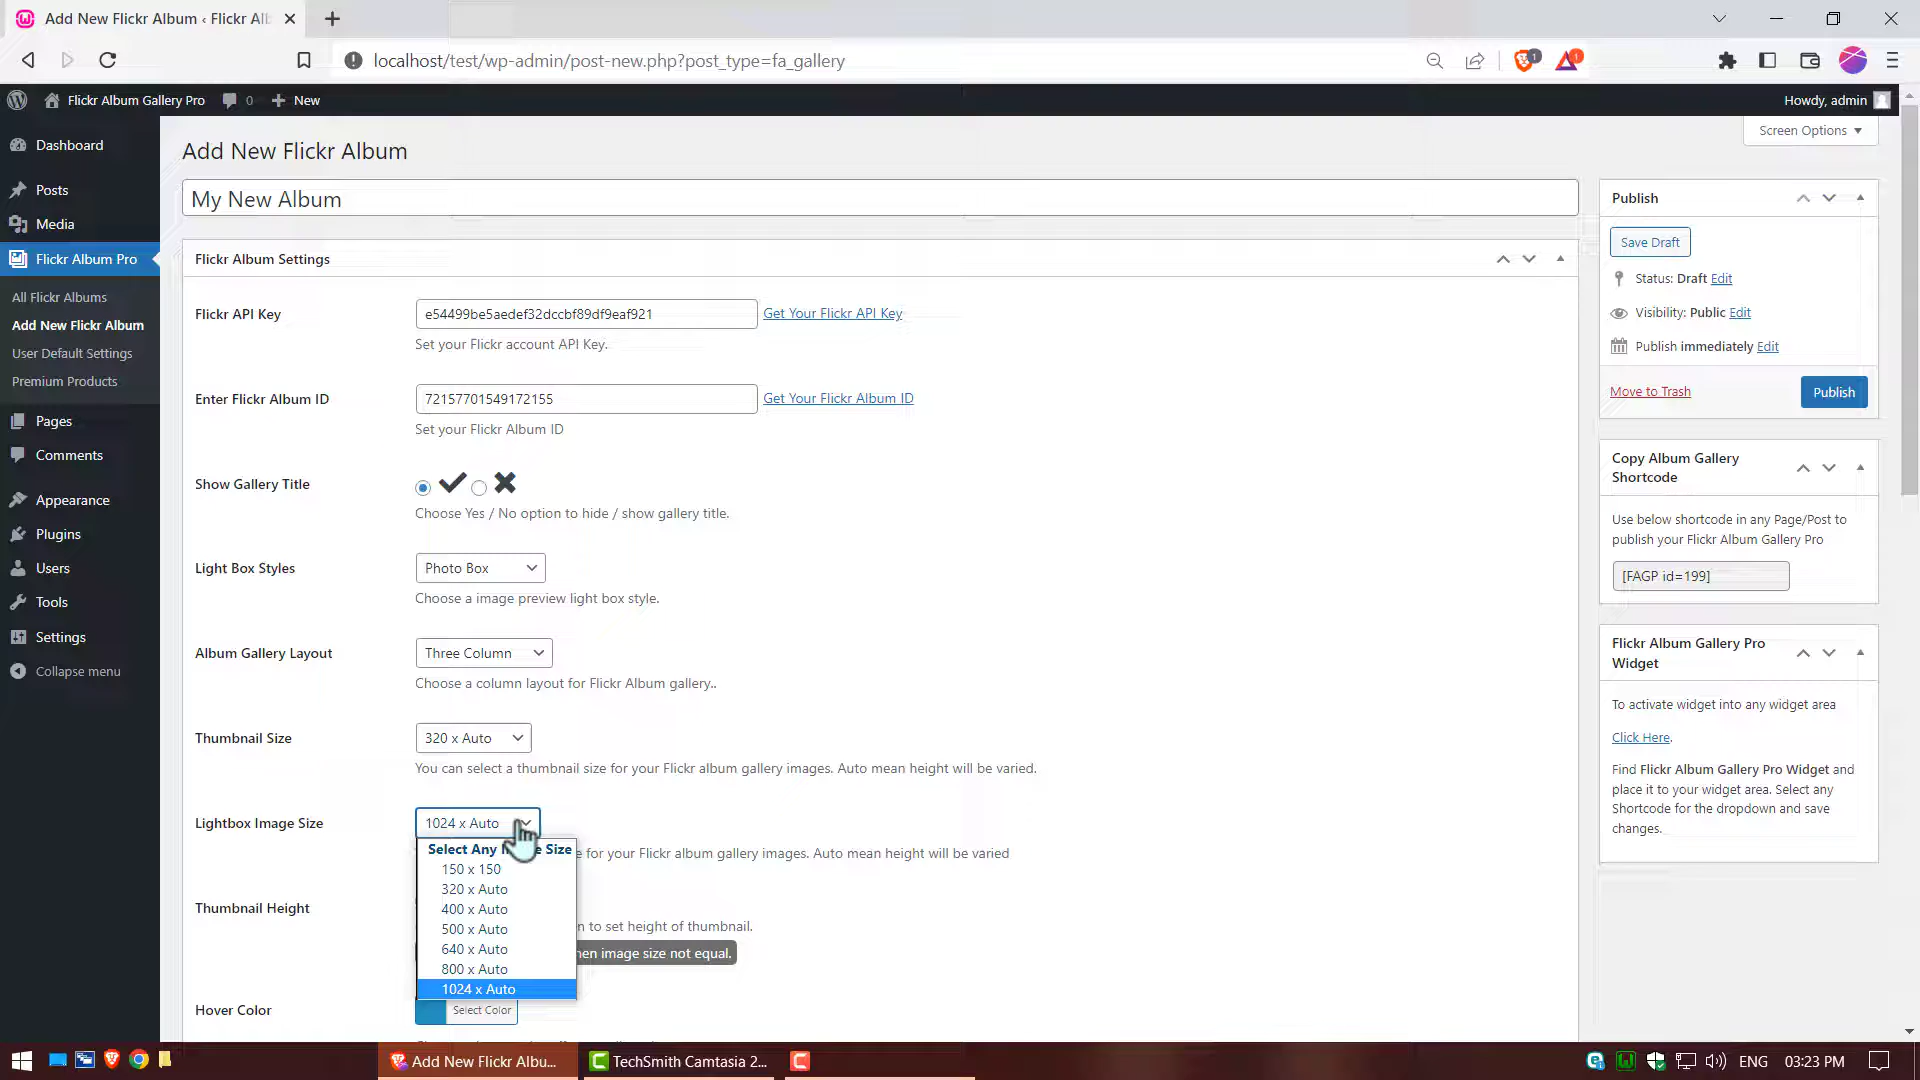 Add New Flickr Album ‹ Flickr Alb
localhost/test/wp-admin/post-new.php?post_type=fa_gallery
1
1
Flickr Album Gallery Pro
0
New
Howdy, admin
Screen Options
Dashboard
Posts
Media
Flickr Album Pro
All Flickr Albums
Add New Flickr Album
User Default Settings
Premium Products
Pages
Comments
Appearance
Plugins
Users
Tools
Settings
Collapse menu
Add New Flickr Album
My New Album
Flickr Album Settings
Flickr API Key
e54499be5aedef32dccbf89df9eaf921
Get Your Flickr API Key
Set your Flickr account API Key.
Enter Flickr Album ID
72157701549172155
Get Your Flickr Album ID
Set your Flickr Album ID
Show Gallery Title
Choose Yes / No option to hide / show gallery title.
Light Box Styles
Photo Box
Choose a image preview light box style.
Album Gallery Layout
Three Column
Choose a column layout for Flickr Album gallery..
Thumbnail Size
320 x Auto
You can select a thumbnail size for your Flickr album gallery images. Auto mean height will be varied.
Lightbox Image Size
1024 x Auto
Select Any Size
e for your Flickr album gallery images. Auto mean height will be varied
150 x 150
320 x Auto
400 x Auto
500 x Auto
640 x Auto
800 x Auto
1024 x Auto
Thumbnail Height
n to set height of thumbnail.
hen image size not equal.
Hover Color
Select Color
Publish
Save Draft
Status: Draft Edit
Visibility: Public Edit
Publish immediately Edit
Move to Trash
Publish
Copy Album Gallery
Shortcode
Use below shortcode in any Page/Post to
publish your Flickr Album Gallery Pro
[FAGP id=199]
Flickr Album Gallery Pro
Widget
To activate widget into any widget area
Click Here.
Find Flickr Album Gallery Pro Widget and
place it to your widget area. Select any
Shortcode for the dropdown and save
changes.
Add New Flickr Albu...
TechSmith Camtasia 2...
ENG
03:23 PM